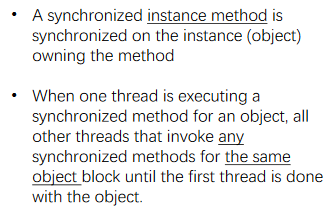 • A synchronized instance method is
synchronized on the instance (object)
owning the method
• When one thread is executing a
synchronized method for an object, all
other threads that invoke any
synchronized methods for the same
object block until the first thread is done
with the object.